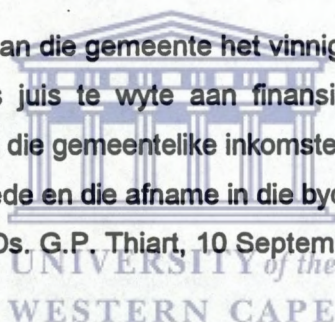 an die gemeente het vinnig
s juis te wyte aan finansi
die gemeentelike inkomste
ede en die afname in die byd
Ds. G.P. Thiart, 10 Septem
UNIVERSITY of the
WESTERN CAPE